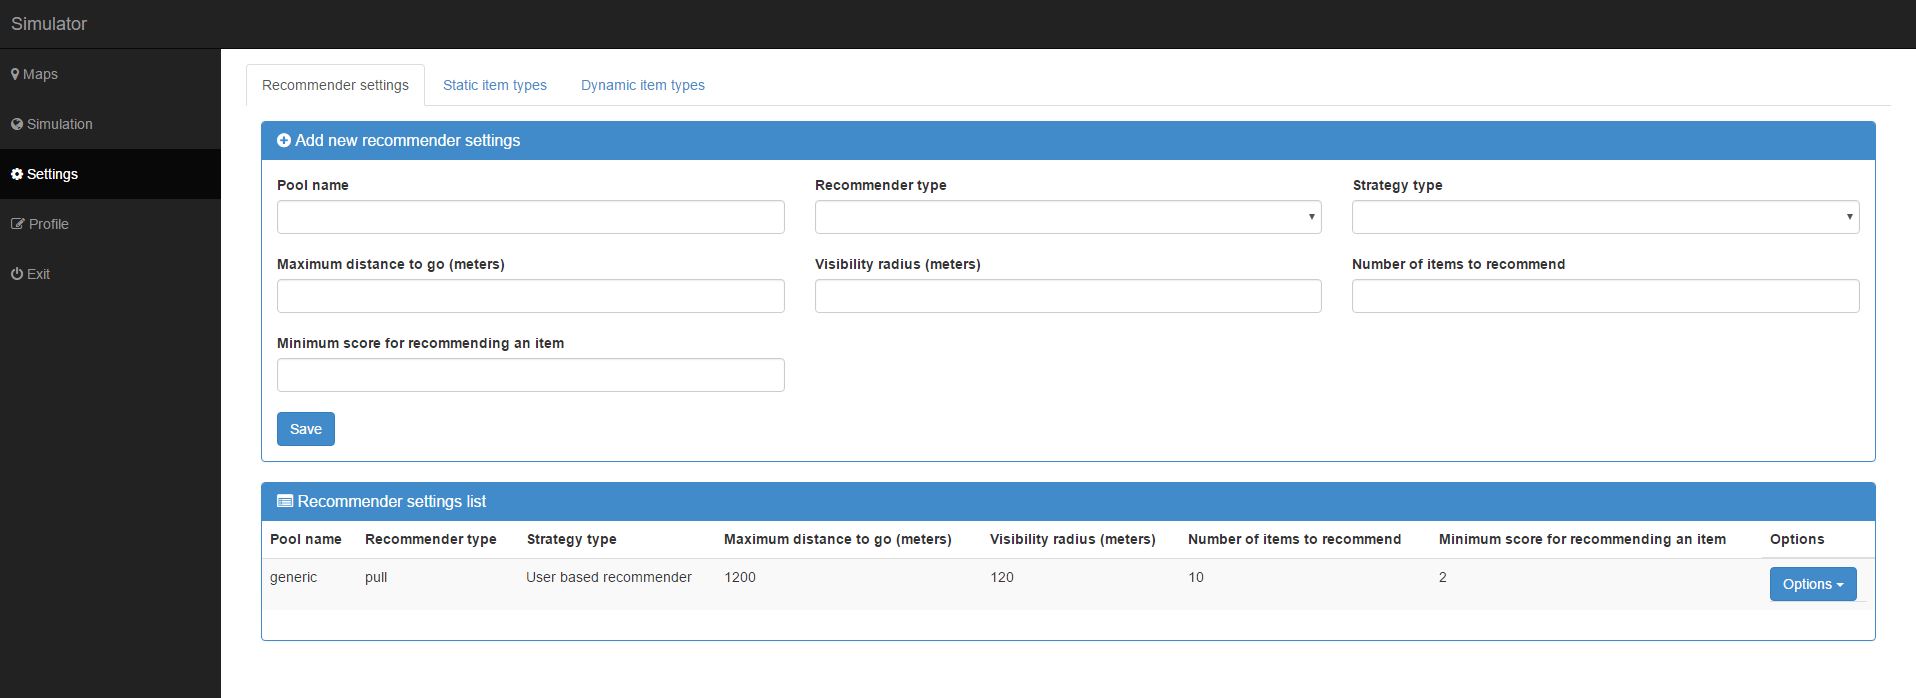 Simulator
Maps
Simulation
Settings
Profile
Exit
Recommender settings Static item types Dynamic item types
Add new recommender settings
Pool name Recommender type Strategy type
Maximum distance to go (meters) Visibility radius (meters) Number of items to recommend
Minimum score for recommending an item
Save
Recommender settings list
Pool name Recommender type Strategy type Maximum distance to go (meters) Visibility radius (meters) Number of items to recommend Minimum score for recommending an item Options
generic pull User based recommender 1200 120 10 2 Options